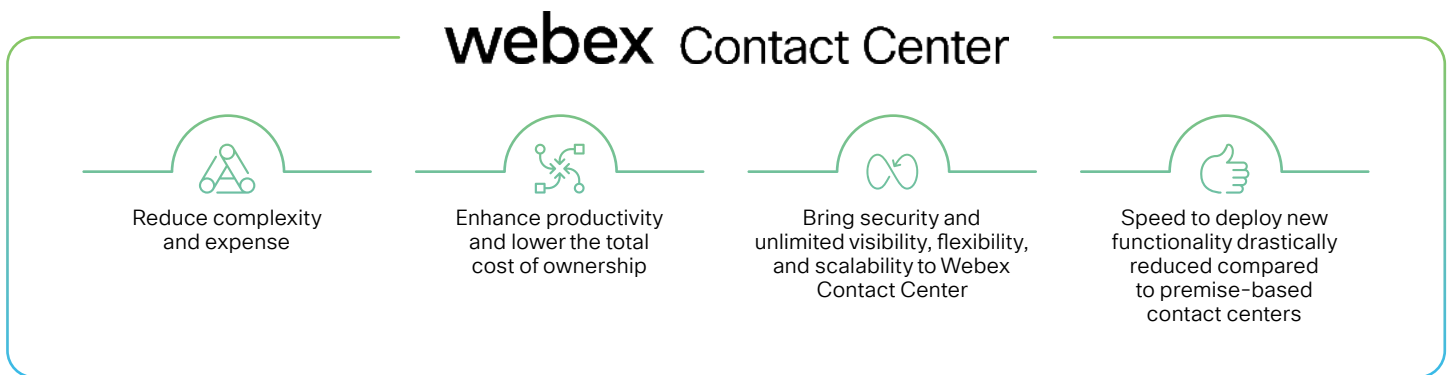 webex Contact Center
Reduce complexity
and expense
Enhance productivity
and lower the total
cost of ownership
Bring security and
unlimited visibility, flexibility,
and scalability to Webex
Contact Center
Speed to deploy new
functionality drastically
reduced compared
to premise-based
contact centers